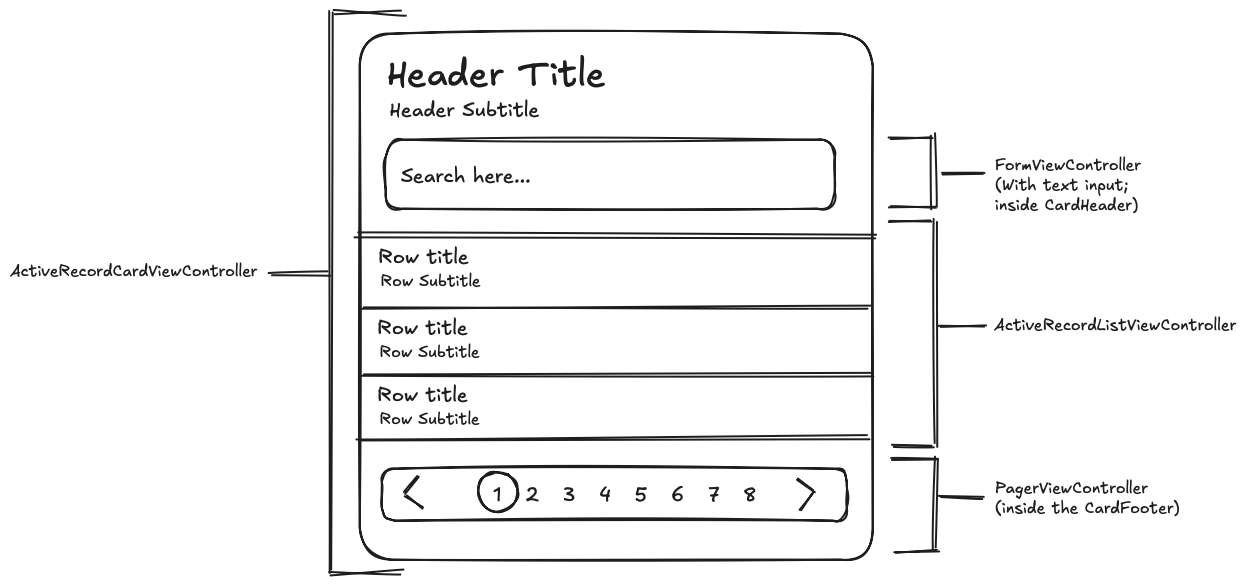 Header Title
Header Subtitle
Search here...
FormViewController
(With text input;
inside CardHeader)
Row title
Row Subtitle
ActiveRecordCardViewController
Row title
Row Subtitle
ActiveRecordListViewController
Row title
Row Subtitle
< 1 2 3 4 5 6 7 8 >
PagerViewController
(inside the CardFooter)